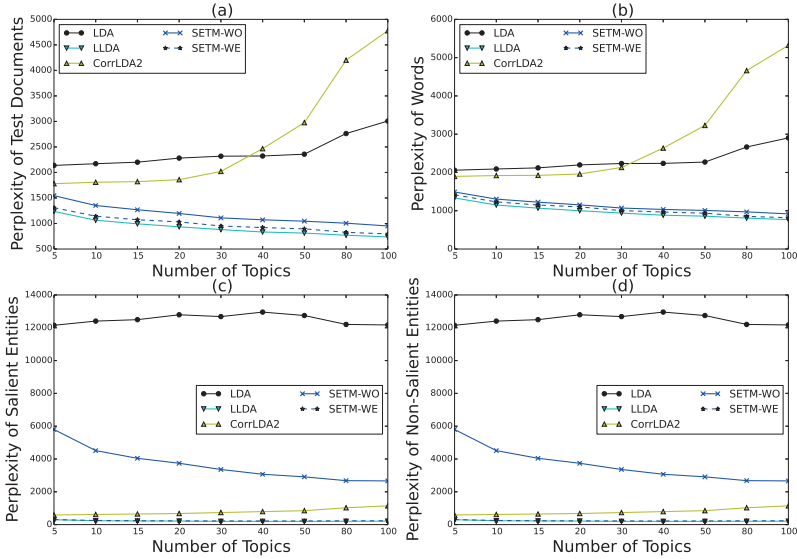 (a)
Perplexity of Test Documents
5000
4500
4000
3500
3000
2500
2000
1500
1000
500
LDA
LLDA
CorrLDA2
SETM-WO
SETM-WE
5 10 15 20 30 40 50 80 100
Number of Topics
(b)
Perplexity of Words
6000
5000
4000
3000
2000
1000
0
LDA
LLDA
CorrLDA2
SETM-WO
SETM-WE
5 10 15 20 30 40 50 80 100
Number of Topics
(c)
Perplexity of Salient Entities
14000
12000
10000
8000
6000
4000
2000
0
LDA
LLDA
CorrLDA2
SETM-WO
SETM-WE
5 10 15 20 30 40 50 80 100
Number of Topics
(d)
Perplexity of Non-Salient Entities
14000
12000
10000
8000
6000
4000
2000
0
LDA
LLDA
CorrLDA2
SETM-WO
SETM-WE
5 10 15 20 30 40 50 80 100
Number of Topics